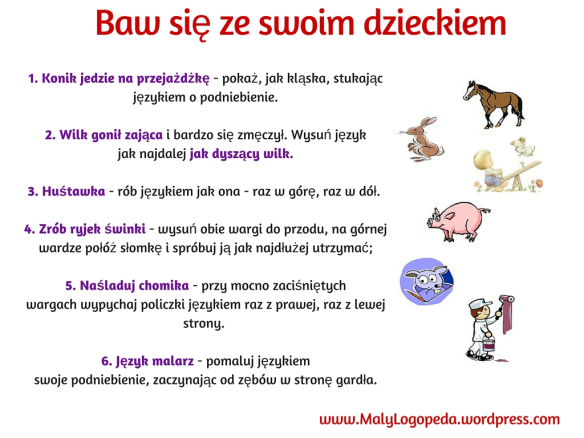 Baw się ze swoim dzieckiem
1. Konik jedzie na przejażdżkę - pokaż, jak kląska, stukając
językiem o podniebienie.
2. Wilk gonił zająca i bardzo się zmęczył. Wysuń język
jak najdalej jak dyszący wilk.
3. Huśtawka - rób językiem jak ona - raz w górę, raz w dół.
4. Zrób ryjek świnki - wysuń obie wargi do przodu, na górnej
wardze połóż słomkę i spróbuj ją jak najdłużej utrzymać;
5. Naśladuj chomika - przy mocno zaciśniętych
wargach wypychaj policzki językiem raz z prawej, raz z lewej
strony.
6. Język malarz - pomaluj językiem
swoje podniebienie, zaczynając od zębów w stronę gardła.
www.MalyLogopeda.wordpress.com